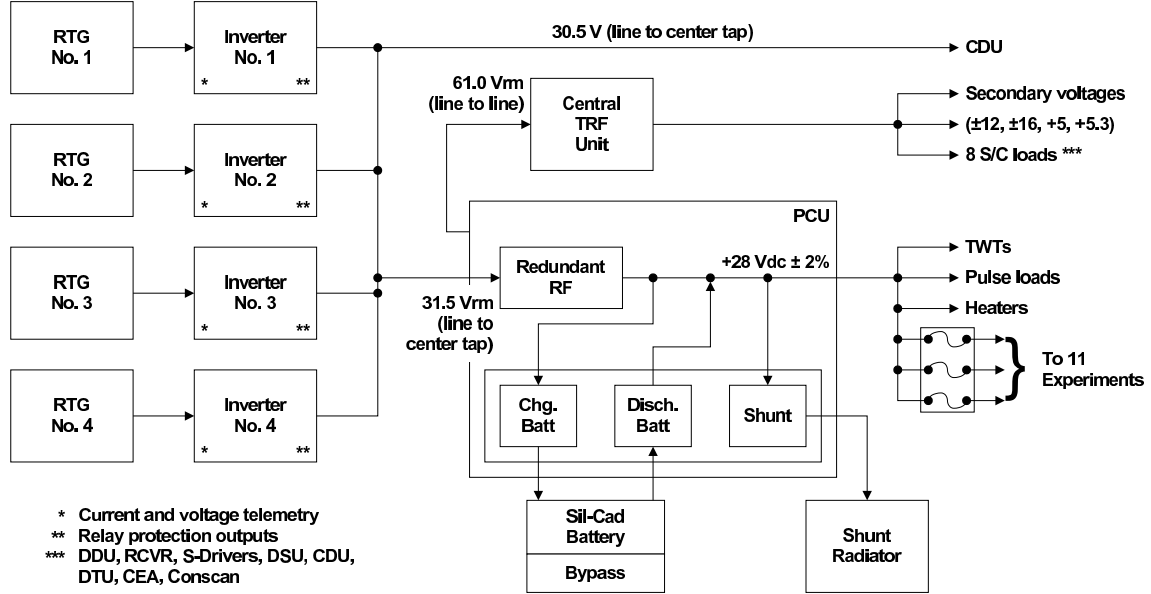 RTG
No. 1
Inverter
No. 1
* **
30.5 V (line to center tap)
CDU
61.0 Vrm
(line to line)
Central
TRF
Unit
Secondary voltages
(±12, ±16, +5, +5.3)
8 S/C loads ***
RTG
No. 2
Inverter
No. 2
* **
PCU
RTG
No. 3
Inverter
No. 3
* **
Redundant
RF
+28 Vdc ± 2%
31.5 Vrm
(line to
center tap)
TWTs
Pulse loads
Heaters
To 11
Experiments
RTG
No. 4
Inverter
No. 4
* **
Chg.
Batt
Disch.
Batt
Shunt
Sil-Cad
Battery
Bypass
Shunt
Radiator
* Current and voltage telemetry
** Relay protection outputs
*** DDU, RCVR, S-Drivers, DSU, CDU,
DTU, CEA, Conscan